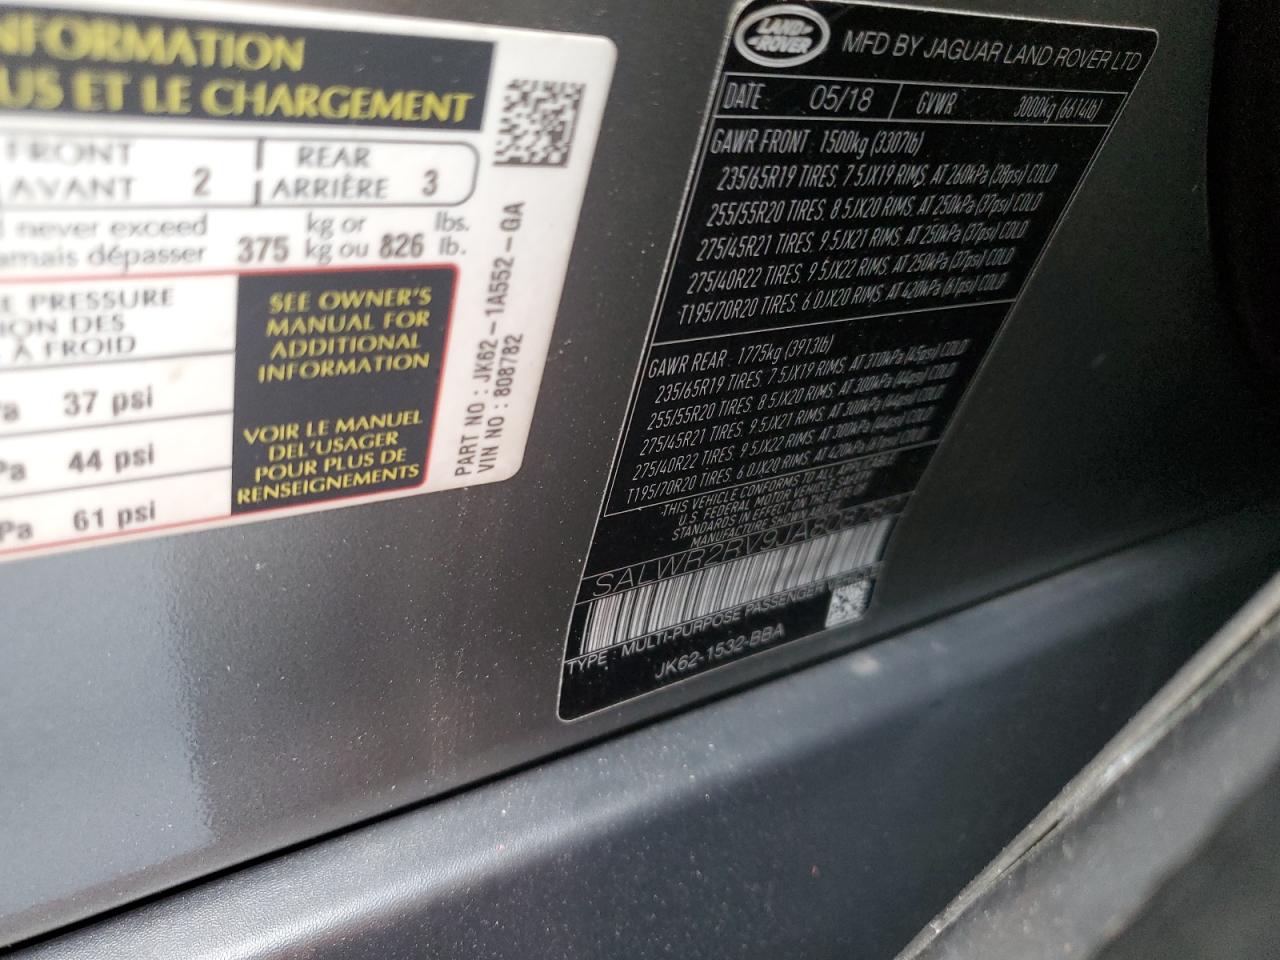 NFORMATION
US ET LE CHARGEMENT
FRONT
AVANT 2
REAR
ARRIÈRE 3
never exceed
amais dépasser 375 kg or
kg ou 826 lbs.
lb.
E PRESSURE
ION DES
À FROID
a 37 psi
Pa 44 psi
Pa 61 psi
SEE OWNER'S
MANUAL FOR
ADDITIONAL
INFORMATION
VOIR LE MANUEL
DEL'USAGER
POUR PLUS DE
RENSEIGNEMENTS
PART NO : JK62-1A552-GA
VIN NO : 808782
LAND
ROVER
MFD BY JAGUAR LAND ROVER LTD
DATE 05/18 GVWR 3000kg (6614lb)
GAWR FRONT 1500kg (3307lb)
235/65R19 TIRES, 7.5JX19 RIMS, AT 260kPa (38psi) COLD
255/55R20 TIRES, 8.5JX20 RIMS, AT 250kPa (37psi) COLD
275/45R21 TIRES, 9.5JX21 RIMS, AT 250kPa (37psi) COLD
275/40R22 TIRES, 9.5JX22 RIMS, AT 250kPa (37psi) COLD
T195/70R20 TIRES, 6.0JX20 RIMS, AT 420kPa (61psi) COLD
GAWR REAR 1775kg (3913lb)
235/65R19 TIRES, 7.5JX19 RIMS, AT 310kPa (45psi) COLD
255/55R20 TIRES, 8.5JX20 RIMS, AT 300kPa (44psi) COLD
275/45R21 TIRES, 9.5JX21 RIMS, AT 300kPa (44psi) COLD
275/40R22 TIRES, 9.5JX22 RIMS, AT 300kPa (44psi) COLD
T195/70R20 TIRES, 6.0JX20 RIMS, AT 420kPa (61psi) COLD
THIS VEHICLE CONFORMS TO ALL APPLICABLE
U.S. FEDERAL MOTOR VEHICLE
STANDARDS IN EFFECT ON THE DATE OF
MANUFACTURE SHOWN
SALWR2RV9JA808782
TYPE : MULTI-PURPOSE PASSENGER
JK62-1532-BBA